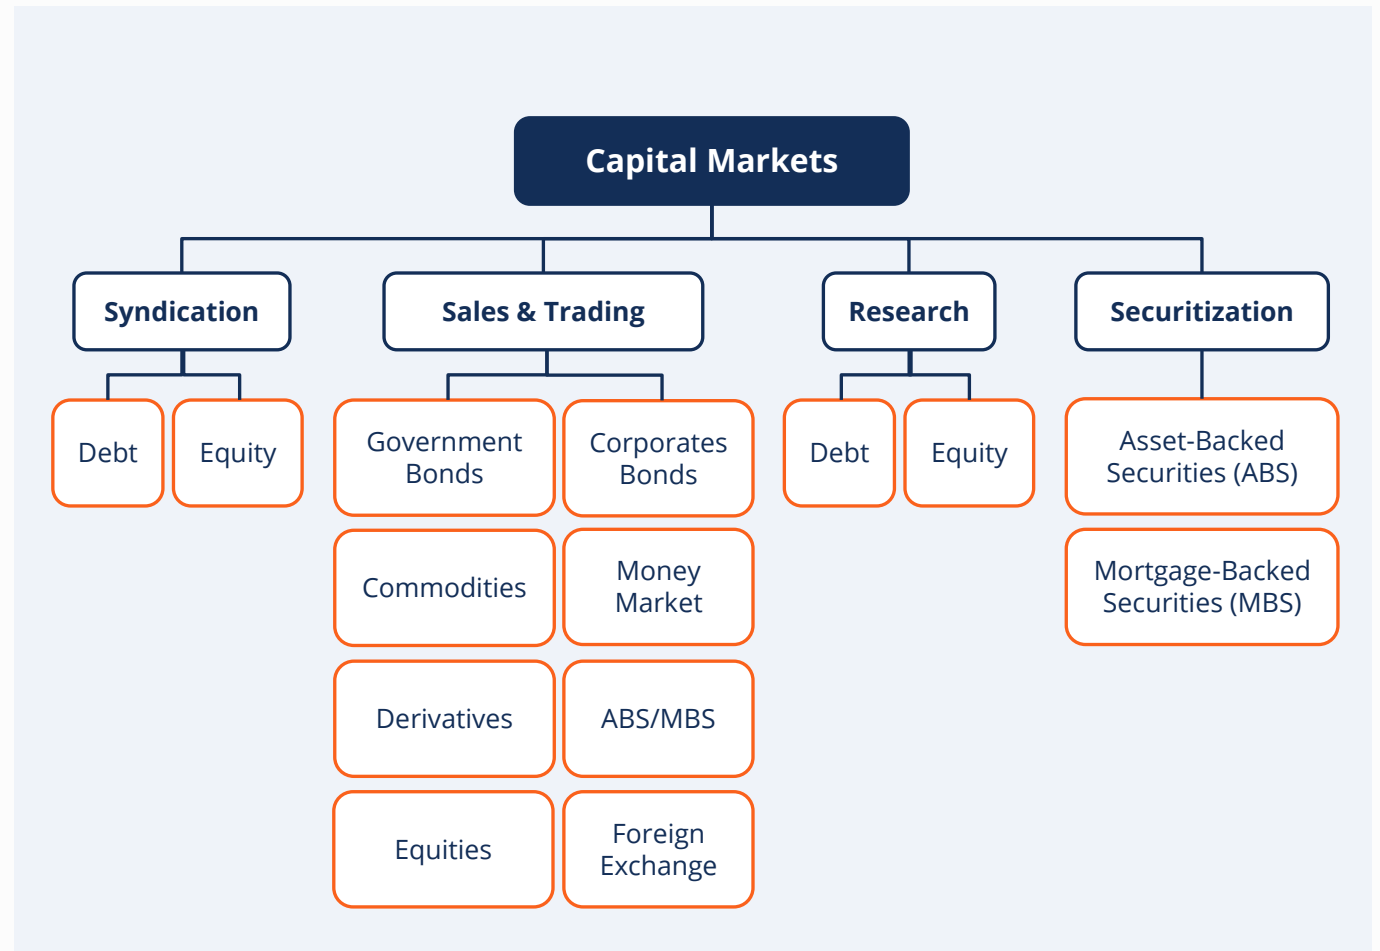 Capital Markets
Syndication
Sales & Trading
Research
Securitization
Debt
Equity
Government
Bonds
Corporates
Bonds
Debt
Equity
Asset-Backed
Securities (ABS)
Commodities
Money
Market
Mortgage-Backed
Securities (MBS)
Derivatives
ABS/MBS
Equities
Foreign
Exchange